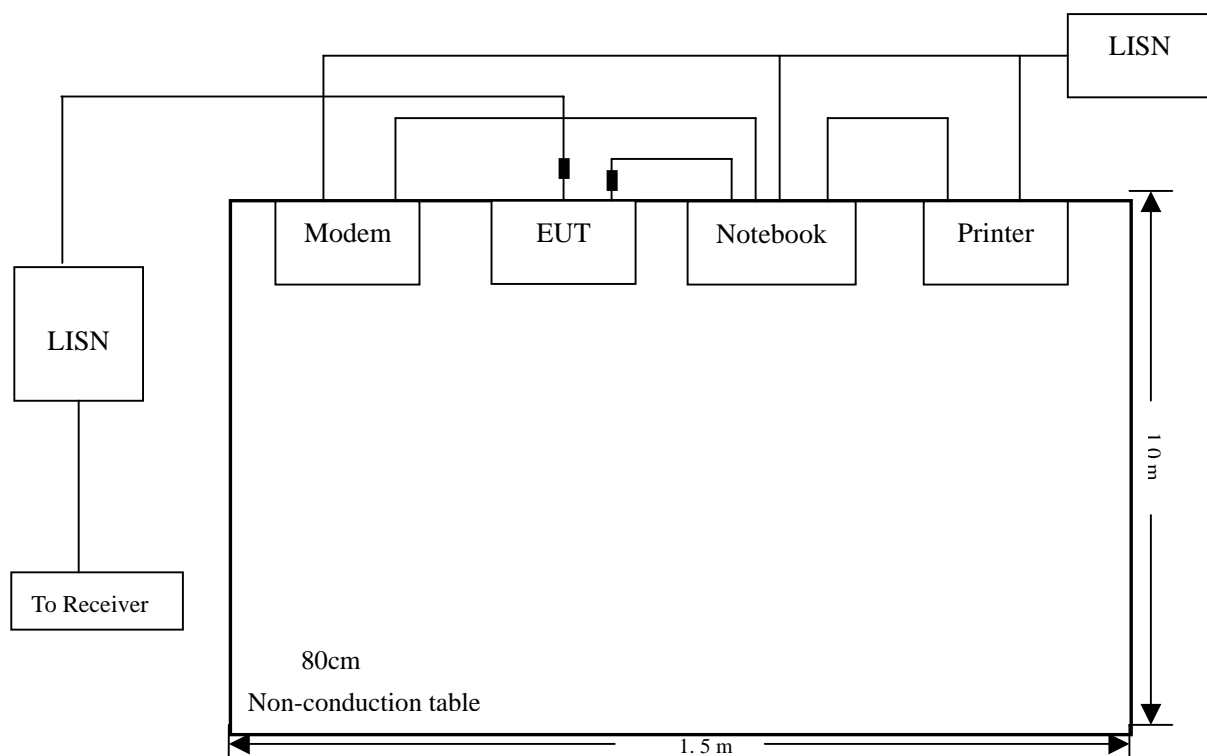 LISN
Modem
EUT
Notebook
Printer
LISN
1.0 m
To Receiver
80cm
Non-conduction table
1. 5 m